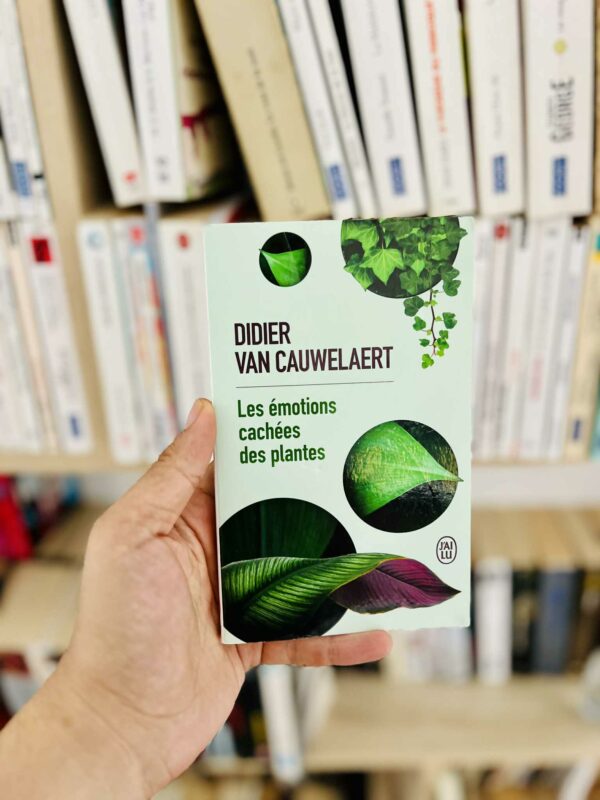 DIDIER
VAN CAUWELAERT
Les émotions
cachées
des plantes
J'AI
LU